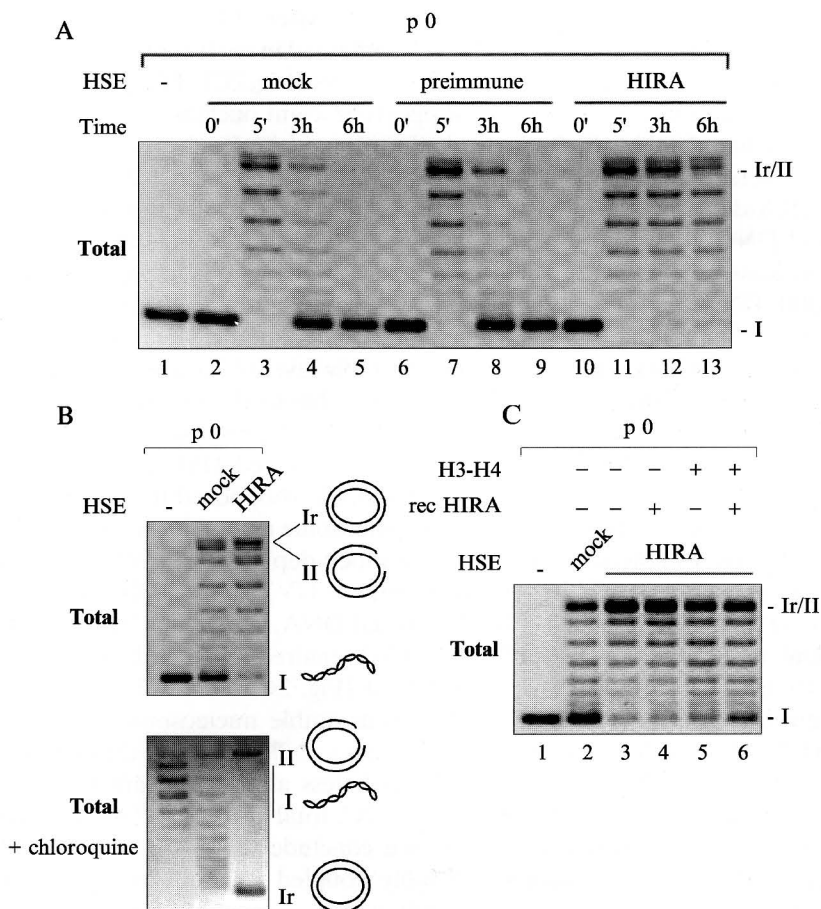 A
p 0
HSE - mock preimmune HIRA
Time 0' 5' 3h 6h 0' 5' 3h 6h 0' 5' 3h 6h
- Ir/II
Total
- I
1 2 3 4 5 6 7 8 9 10 11 12 13
B
p 0
HSE - mock HIRA
Ir
II
Total
I
II
I
Total
+ chloroquine
Ir
C
p 0
H3-H4 - - - + +
rec HIRA - - + - +
HSE - mock HIRA
- Ir/II
Total
- I
1 2 3 4 5 6